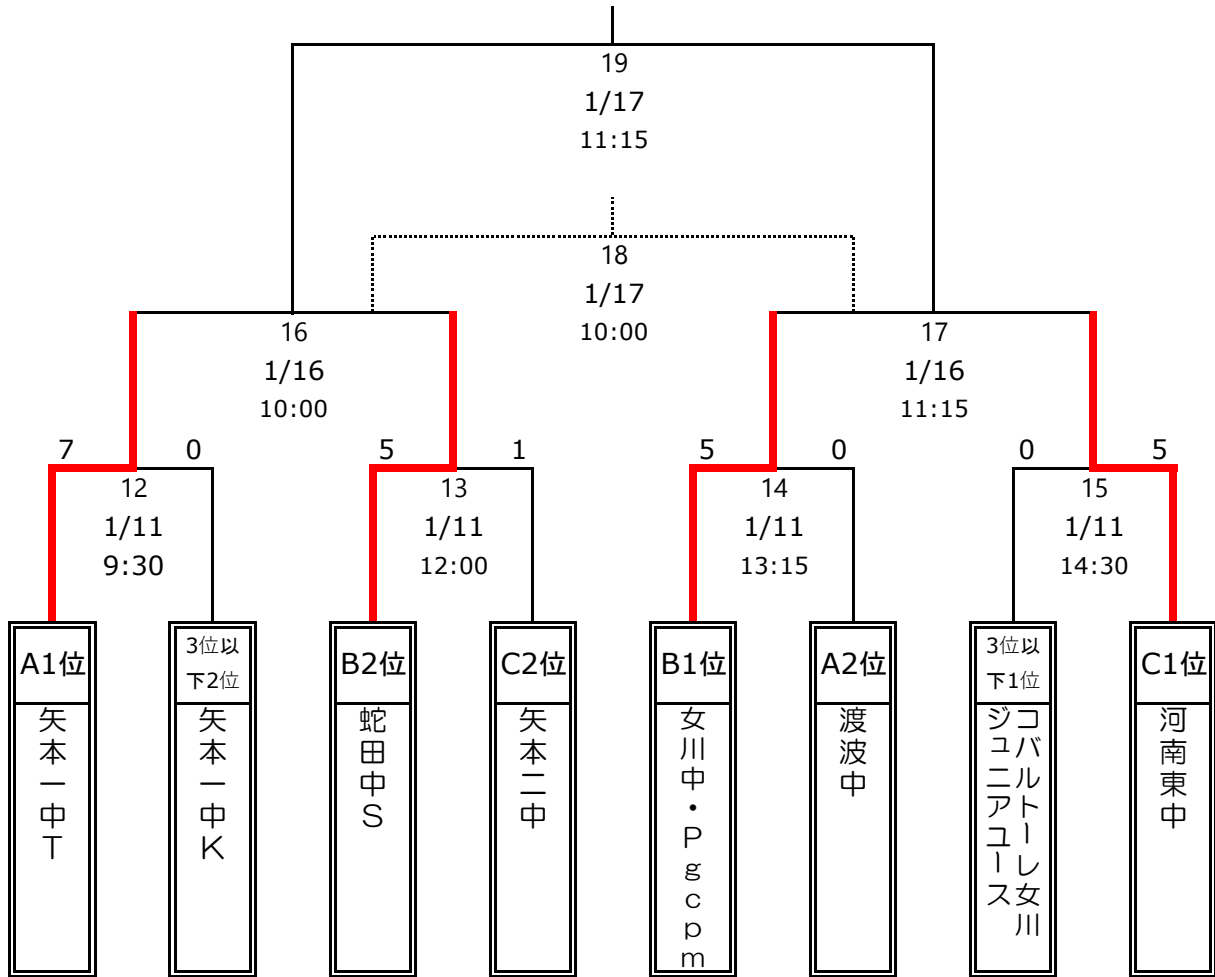 19
1/17
11:15
18
1/17
10:00
16
1/16
10:00
17
1/16
11:15
7
0
5
1
5
0
0
5
12
1/11
9:30
13
1/11
12:00
14
1/11
13:15
15
1/11
14:30
A1位
3位以
下2位
B2位
C2位
B1位
A2位
3位以
下1位
C1位
矢本一中T
矢本一中K
蛇田中S
矢本二中
女川中・Pgcpm
渡波中
コバルトーレ女川
ジュニアユース
河南東中